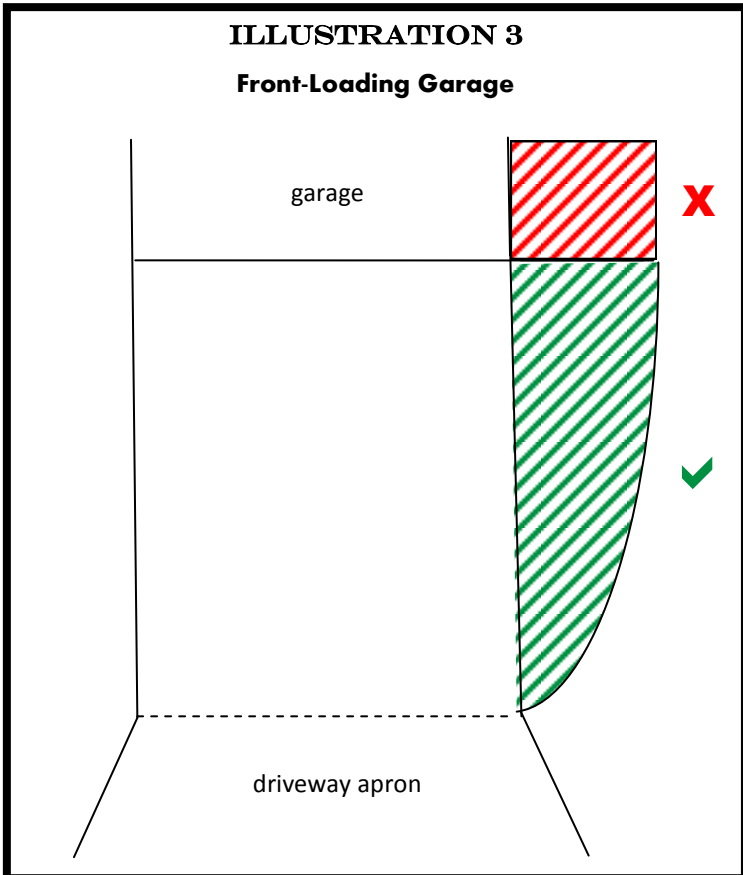 ILLUSTRATION 3
Front-Loading Garage
garage
X
driveway apron